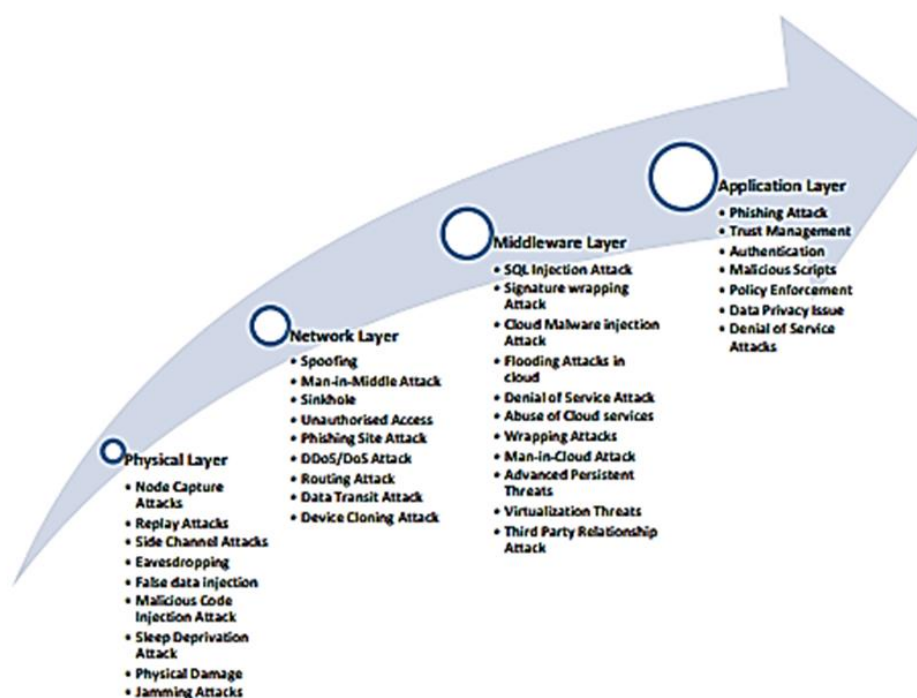 Physical Layer
• Node Capture
Attacks
• Replay Attacks
• Side Channel Attacks
• Eavesdropping
• False data injection
• Malicious Code
Injection Attack
• Sleep Deprivation
Attack
• Physical Damage
• Jamming Attacks
Network Layer
• Spoofing
• Man-in-Middle Attack
• Sinkhole
• Unauthorised Access
• Phishing Site Attack
• DDoS/DoS Attack
• Routing Attack
• Data Transit Attack
• Device Cloning Attack
Middleware Layer
• SQL Injection Attack
• Signature wrapping
Attack
• Cloud Malware injection
Attack
• Flooding Attacks in
cloud
• Denial of Service Attack
• Abuse of Cloud services
• Wrapping Attacks
• Man-in-Cloud Attack
• Advanced Persistent
Threats
• Virtualization Threats
• Third Party Relationship
Attack
Application Layer
• Phishing Attack
• Trust Management
• Authentication
• Malicious Scripts
• Policy Enforcement
• Data Privacy Issue
• Denial of Service
Attacks